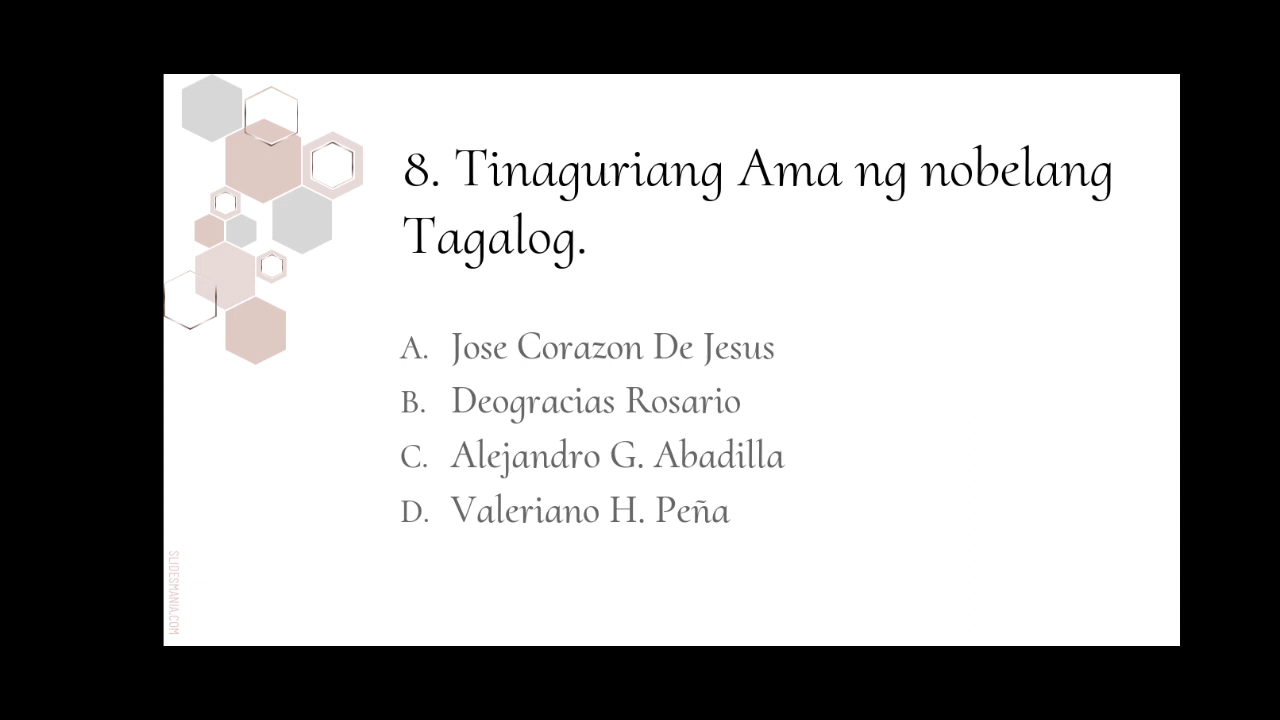 8. Tinaguriang Ama ng nobelang
Tagalog.
A. Jose Corazon De Jesus
B. Deogracias Rosario
C. Alejandro G. Abadilla
D. Valeriano H. Peña
SLIDESMANIA.COM